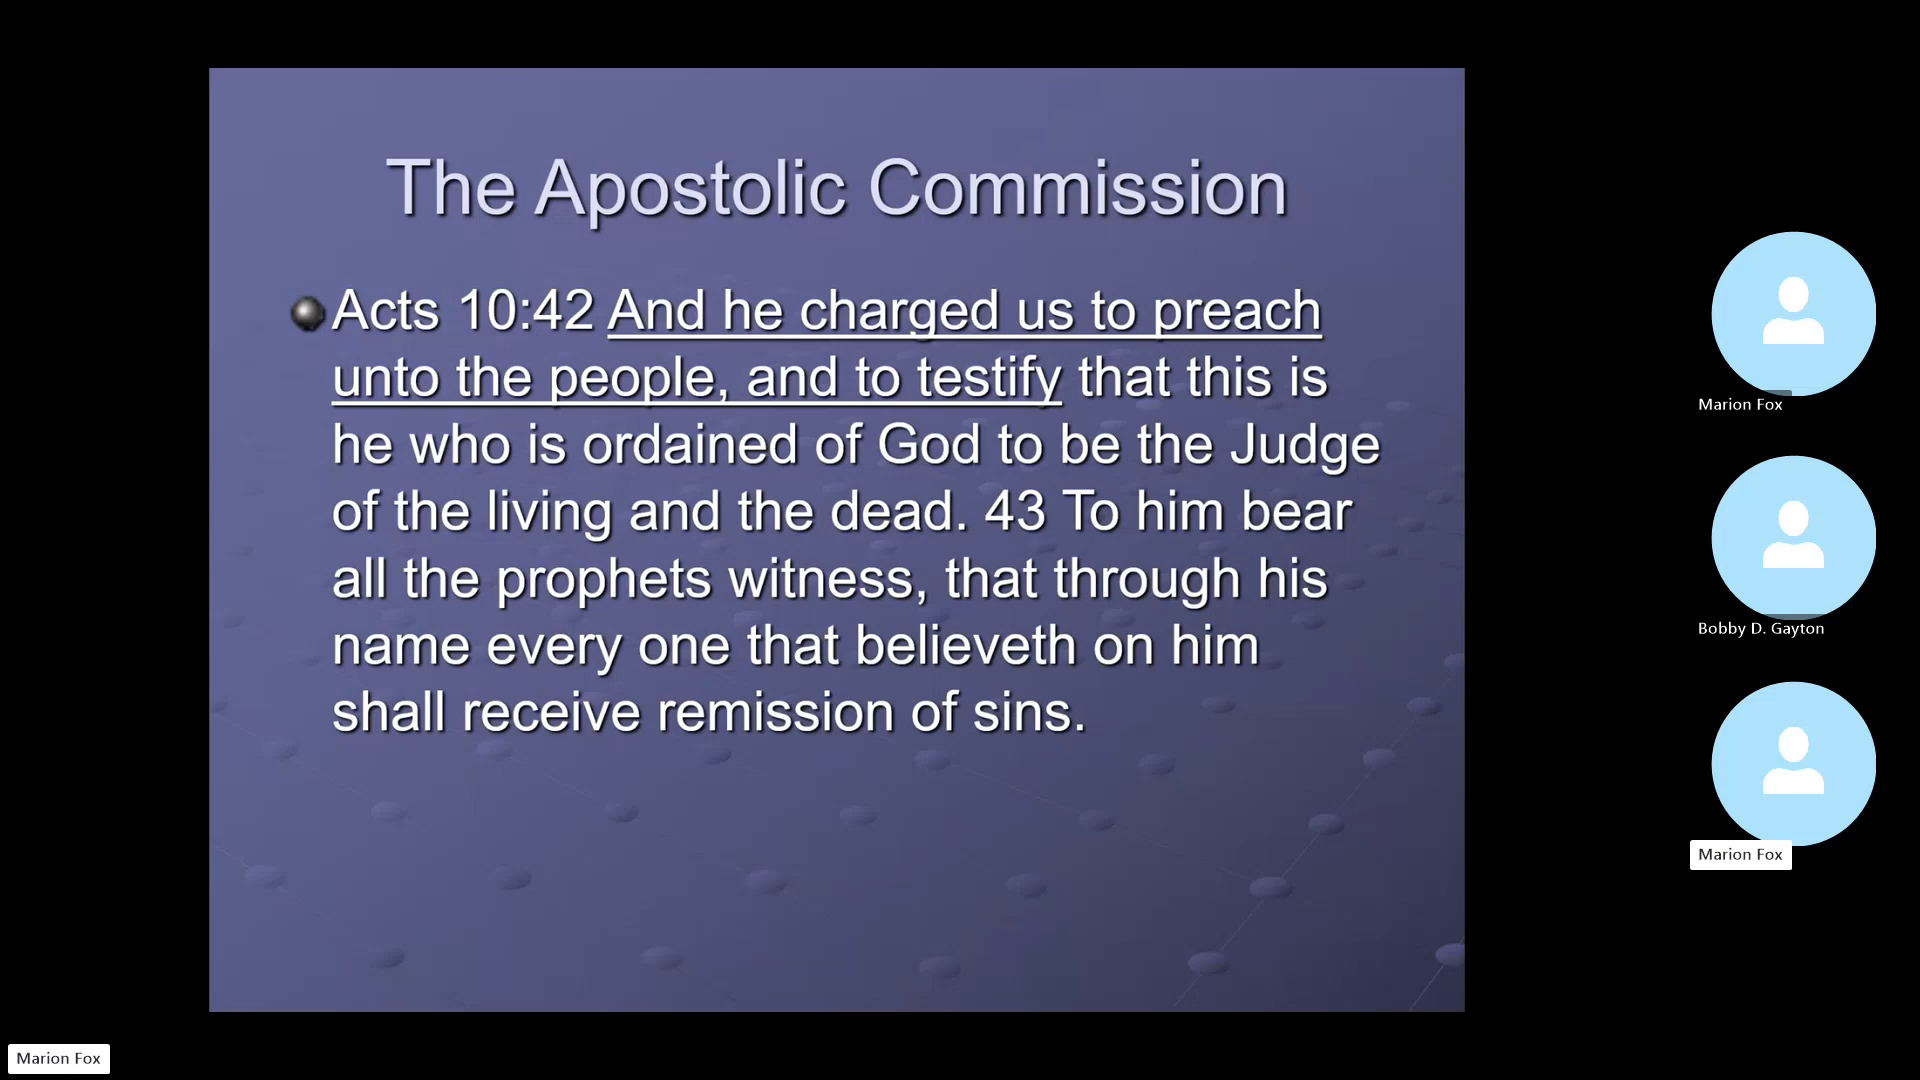 The Apostolic Commission
Acts 10:42 And he charged us to preach
unto the people, and to testify that this is
he who is ordained of God to be the Judge
of the living and the dead. 43 To him bear
all the prophets witness, that through his
name every one that believeth on him
shall receive remission of sins.
Marion Fox
Bobby D. Gayton
Marion Fox
Marion Fox